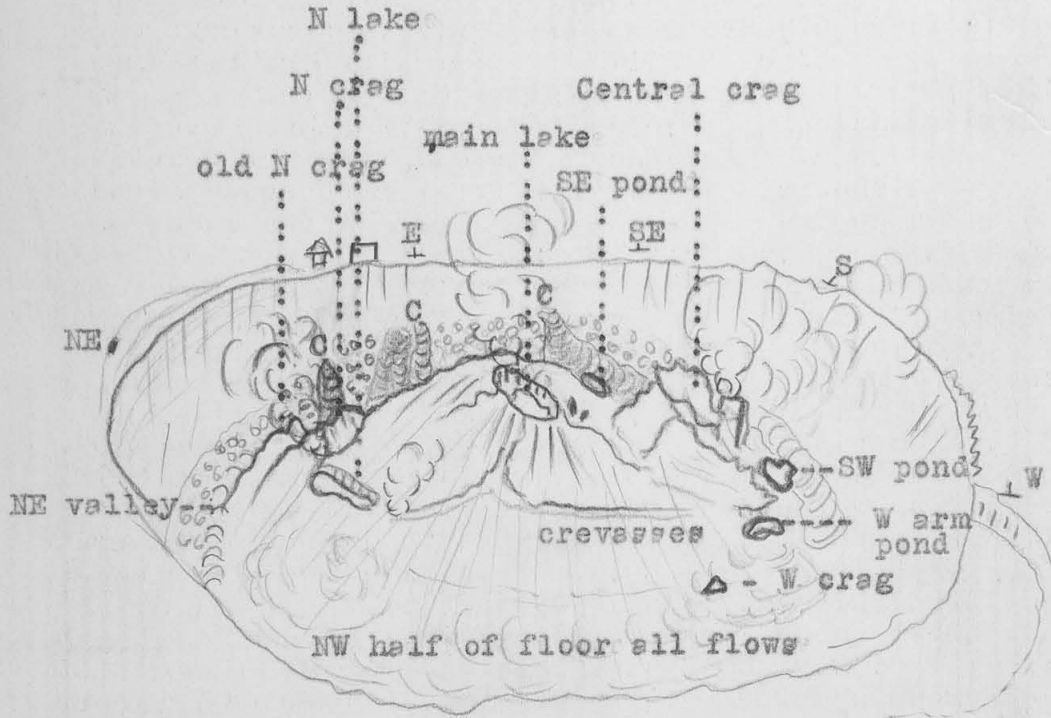 N lake
N crag
Central crag
main lake
old N crag
SE pond
E
SE
S
NE
C
C
C
SW pond
NE valley
W
crevasses
W arm
pond
W crag
NW half of floor all flows